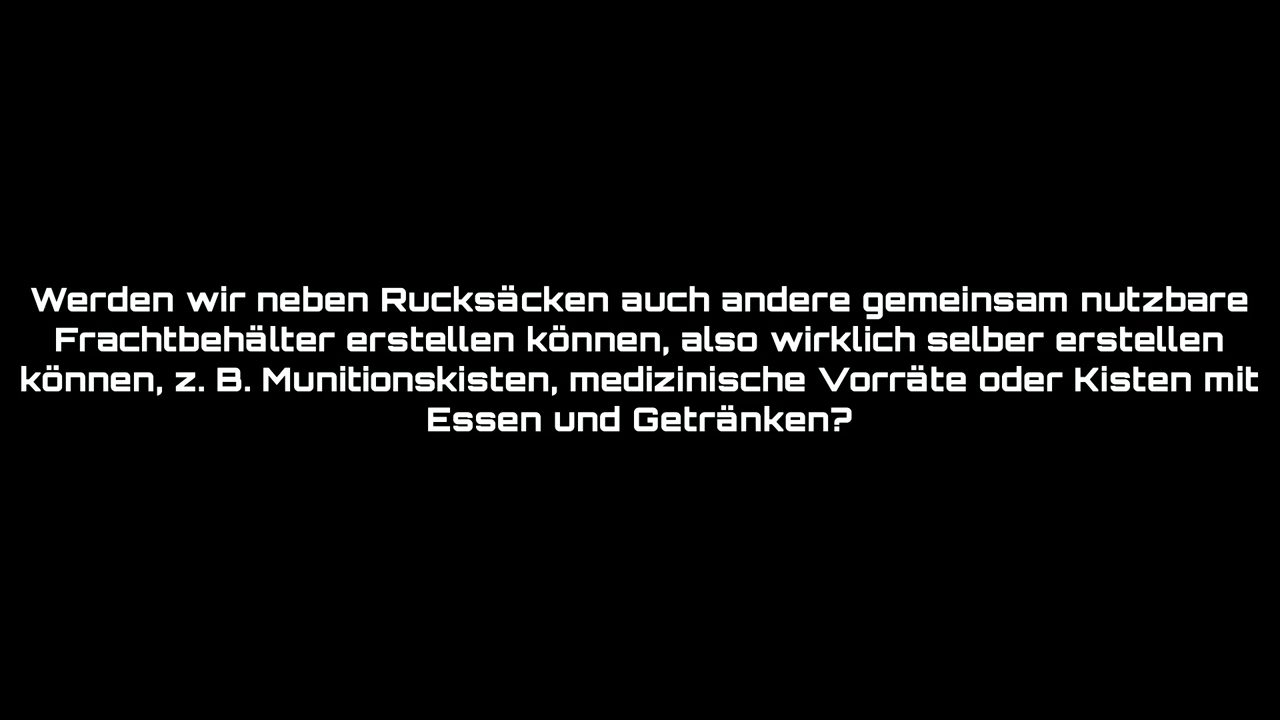 Werden wir neben Rucksäcken auch andere gemeinsam nutzbare
Frachtbehälter erstellen können, also wirklich selber erstellen
können, z. B. Munitionskisten, medizinische Vorräte oder Kisten mit
Essen und Getränken?